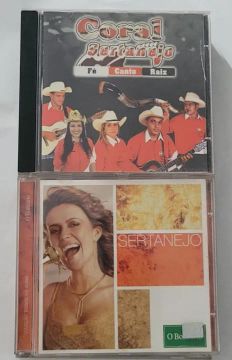 Coral
Sertanejo
Fé Canto Raiz
SERTANEJO
O Bo